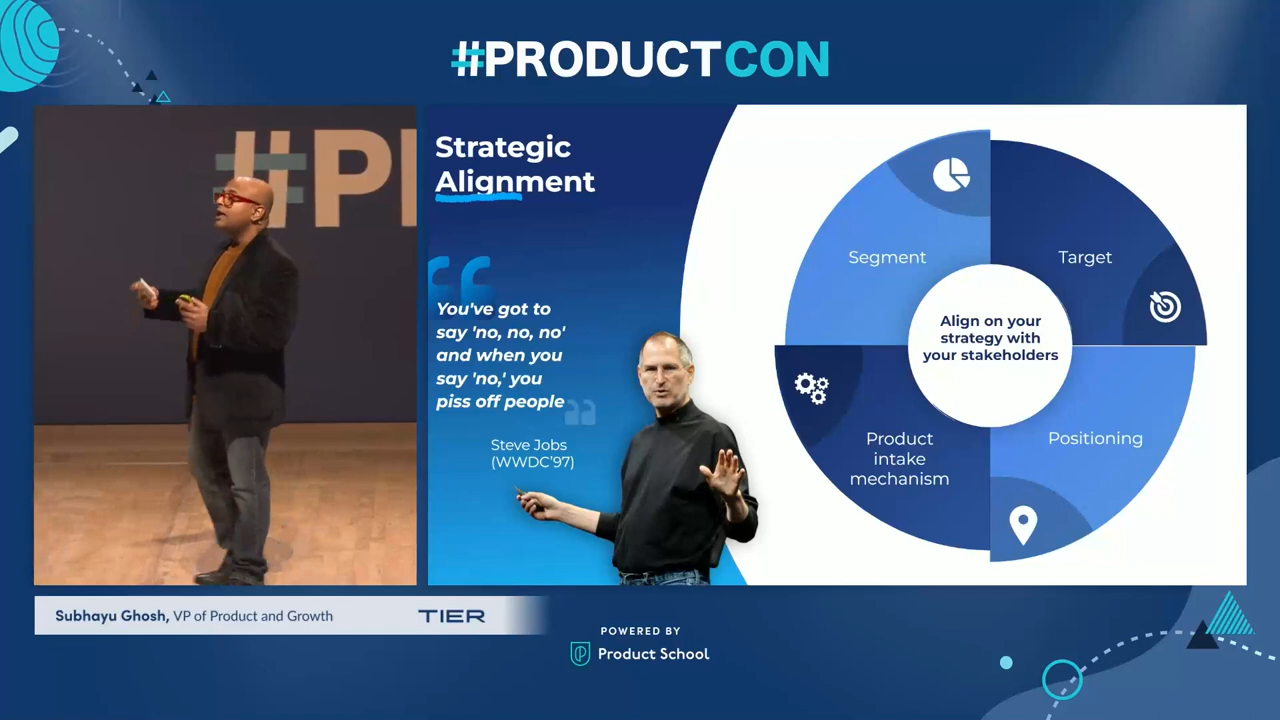 #PRODUCTCON
#P
Strategic
Alignment
“
You've got to
say 'no, no, no'
and when you
say 'no,' you
piss off people
”
Steve Jobs
(WWDC'97)
Segment
Target
Align on your
strategy with
your stakeholders
Product
intake
mechanism
Positioning
Subhayu Ghosh, VP of Product and Growth
TIER
POWERED BY
Product School